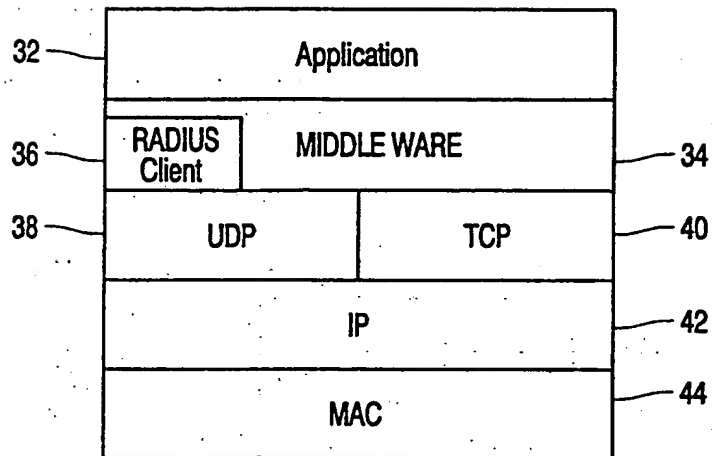 32
Application
36
RADIUS
Client
MIDDLE WARE
34
38
UDP
TCP
40
IP
42
MAC
44